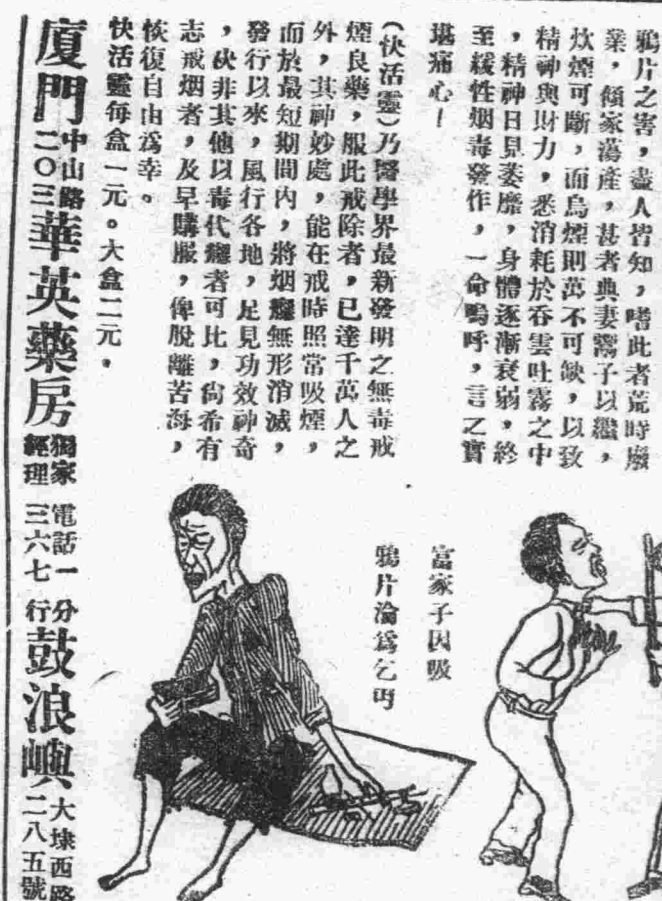 鴉片之害，盡人皆知，嗜此者荒時廢
業，傾家蕩產，甚者典妻鬻子以繼，
炊煙可斷，而烏煙則萬不可缺，以致
精神與財力，悉消耗於吞雲吐霧之中
，精神日見萎靡，身體逐漸衰弱，終
至緩性烟毒發作，一命嗚呼，言之實
堪痛心！
（快活靈）乃醫學界最新發明之無毒戒
煙良藥，服此戒除者，已達千萬人之
外，其神妙處，能在戒時照常吸煙，
而於最短期間內，將烟癮無形消滅，
發行以來，風行各地，足見功效神奇
，決非其他以毒代癮者可比，尙希有
志戒烟者，及早購服，俾脫離苦海，
恢復自由爲幸。
快活靈每盒一元。大盒二元。
富家子因吸
鴉片淪爲乞丐
廈門中山路二〇三華英藥房獨家經理電話三六七一分行鼓浪嶼大埭西路二八五號